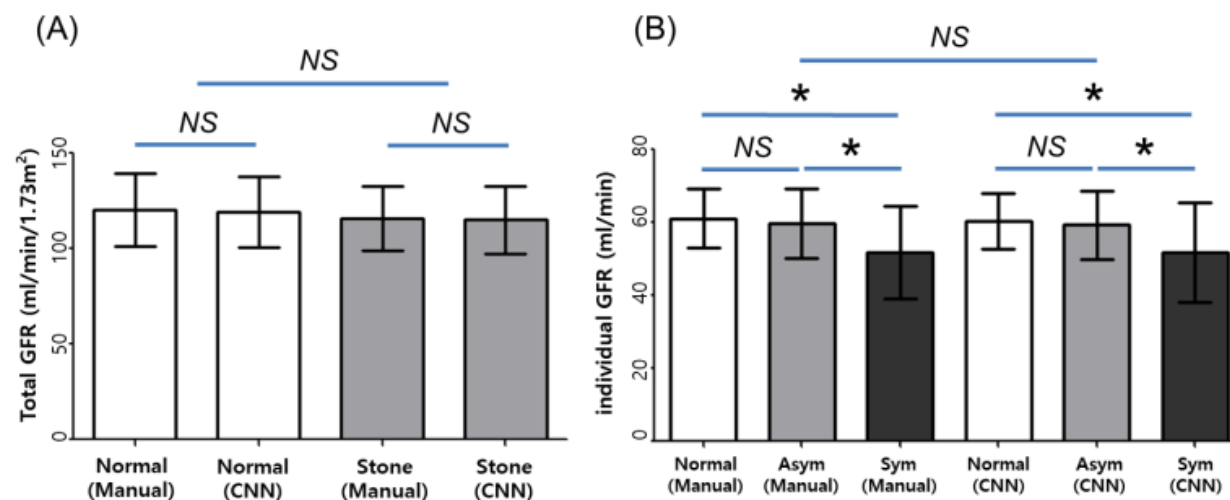 (A)
NS
NS
NS
Total GFR (ml/min/1.73m²)
150
100
50
0
Normal
(Manual)
Normal
(CNN)
Stone
(Manual)
Stone
(CNN)
(B)
NS
*
*
NS
*
NS
*
individual GFR (ml/min)
80
60
40
20
0
Normal
(Manual)
Asym
(Manual)
Sym
(Manual)
Normal
(CNN)
Asym
(CNN)
Sym
(CNN)